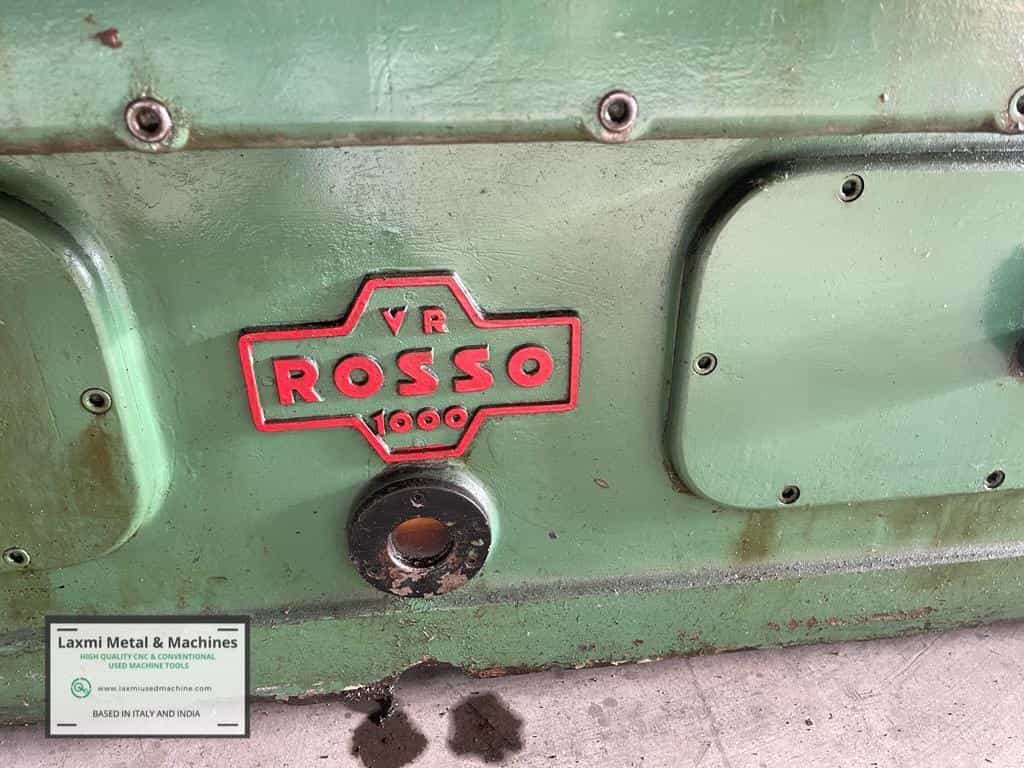 VR
ROSSO
1000
Laxmi Metal & Machines
HIGH QUALITY CNC & CONVENTIONAL
USED MACHINE TOOLS
www.laxmiusedmachine.com
BASED IN ITALY AND INDIA